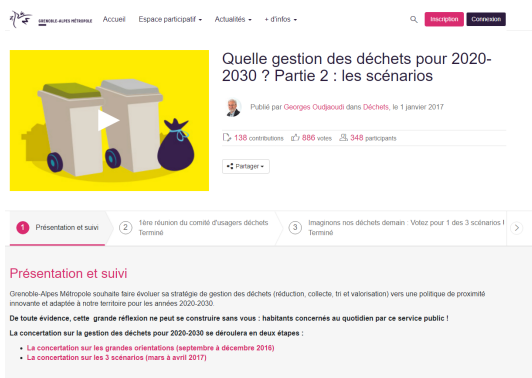 GRENOBLE-ALPES MÉTROPOLE Accueil Espace participatif Actualités + d'infos Inscription Connexion
Quelle gestion des déchets pour 2020-
2030 ? Partie 2 : les scénarios
Publié par Georges Oudjaoudi dans Déchets, le 1 janvier 2017
138 contributions 886 votes 348 participants
Partager
1 Présentation et suivi
2 1ère réunion du comité d'usagers déchets
Terminé
3 Imaginons nos déchets demain : Votez pour 1 des 3 scénarios !
Terminé
Présentation et suivi
Grenoble-Alpes Métropole souhaite faire évoluer sa stratégie de gestion des déchets (réduction, collecte, tri et valorisation) vers une politique de proximité
innovante et adaptée à notre territoire pour les années 2020-2030.
De toute évidence, cette grande réflexion ne peut se construire sans vous : habitants concernés au quotidien par ce service public !
La concertation sur la gestion des déchets pour 2020-2030 se déroulera en deux étapes :
• La concertation sur les grandes orientations (septembre à décembre 2016)
• La concertation sur les 3 scénarios (mars à avril 2017)